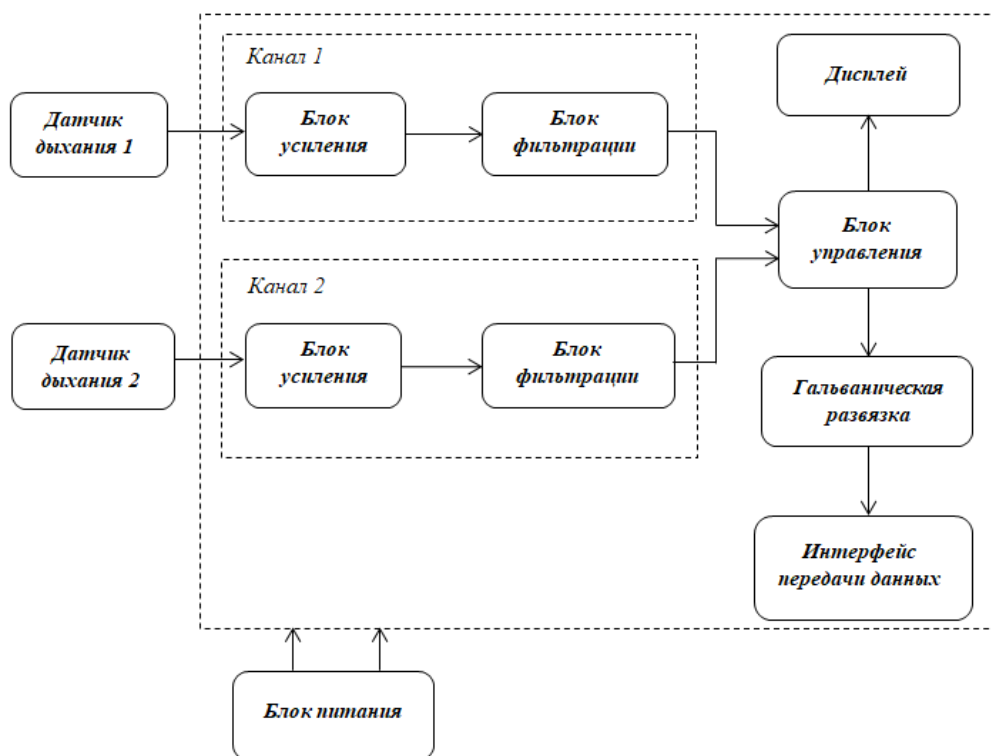 Канал 1
Дисплей
Датчик
дыхания 1
Блок
усиления
Блок
фильтрации
Блок
управления
Канал 2
Датчик
дыхания 2
Блок
усиления
Блок
фильтрации
Гальваническая
развязка
Интерфейс
передачи данных
Блок питания